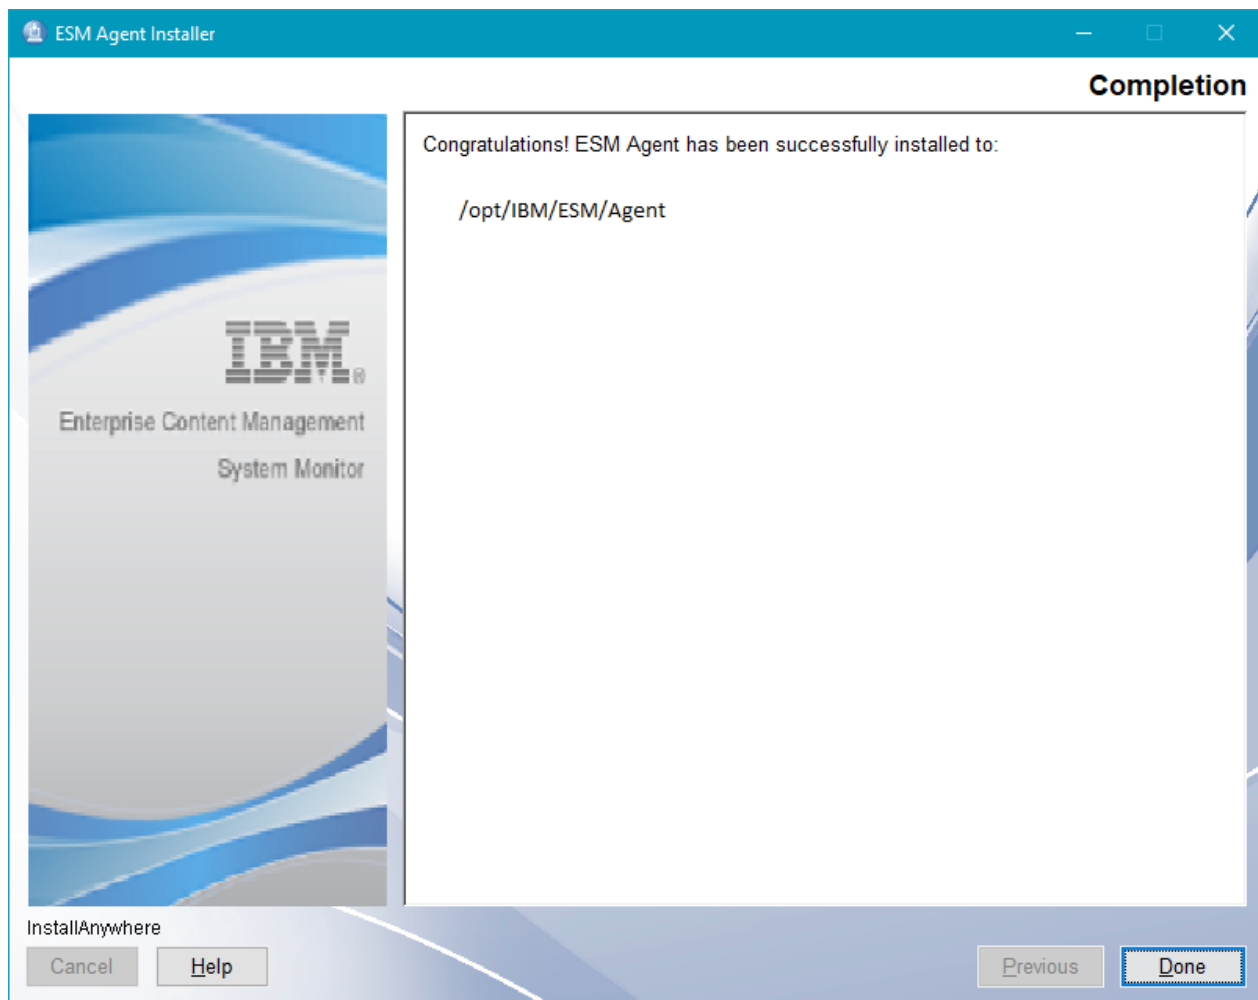 ESM Agent Installer
Completion
Congratulations! ESM Agent has been successfully installed to:
/opt/IBM/ESM/Agent
IBM®
Enterprise Content Management
System Monitor
InstallAnywhere
Cancel
Help
Previous
Done